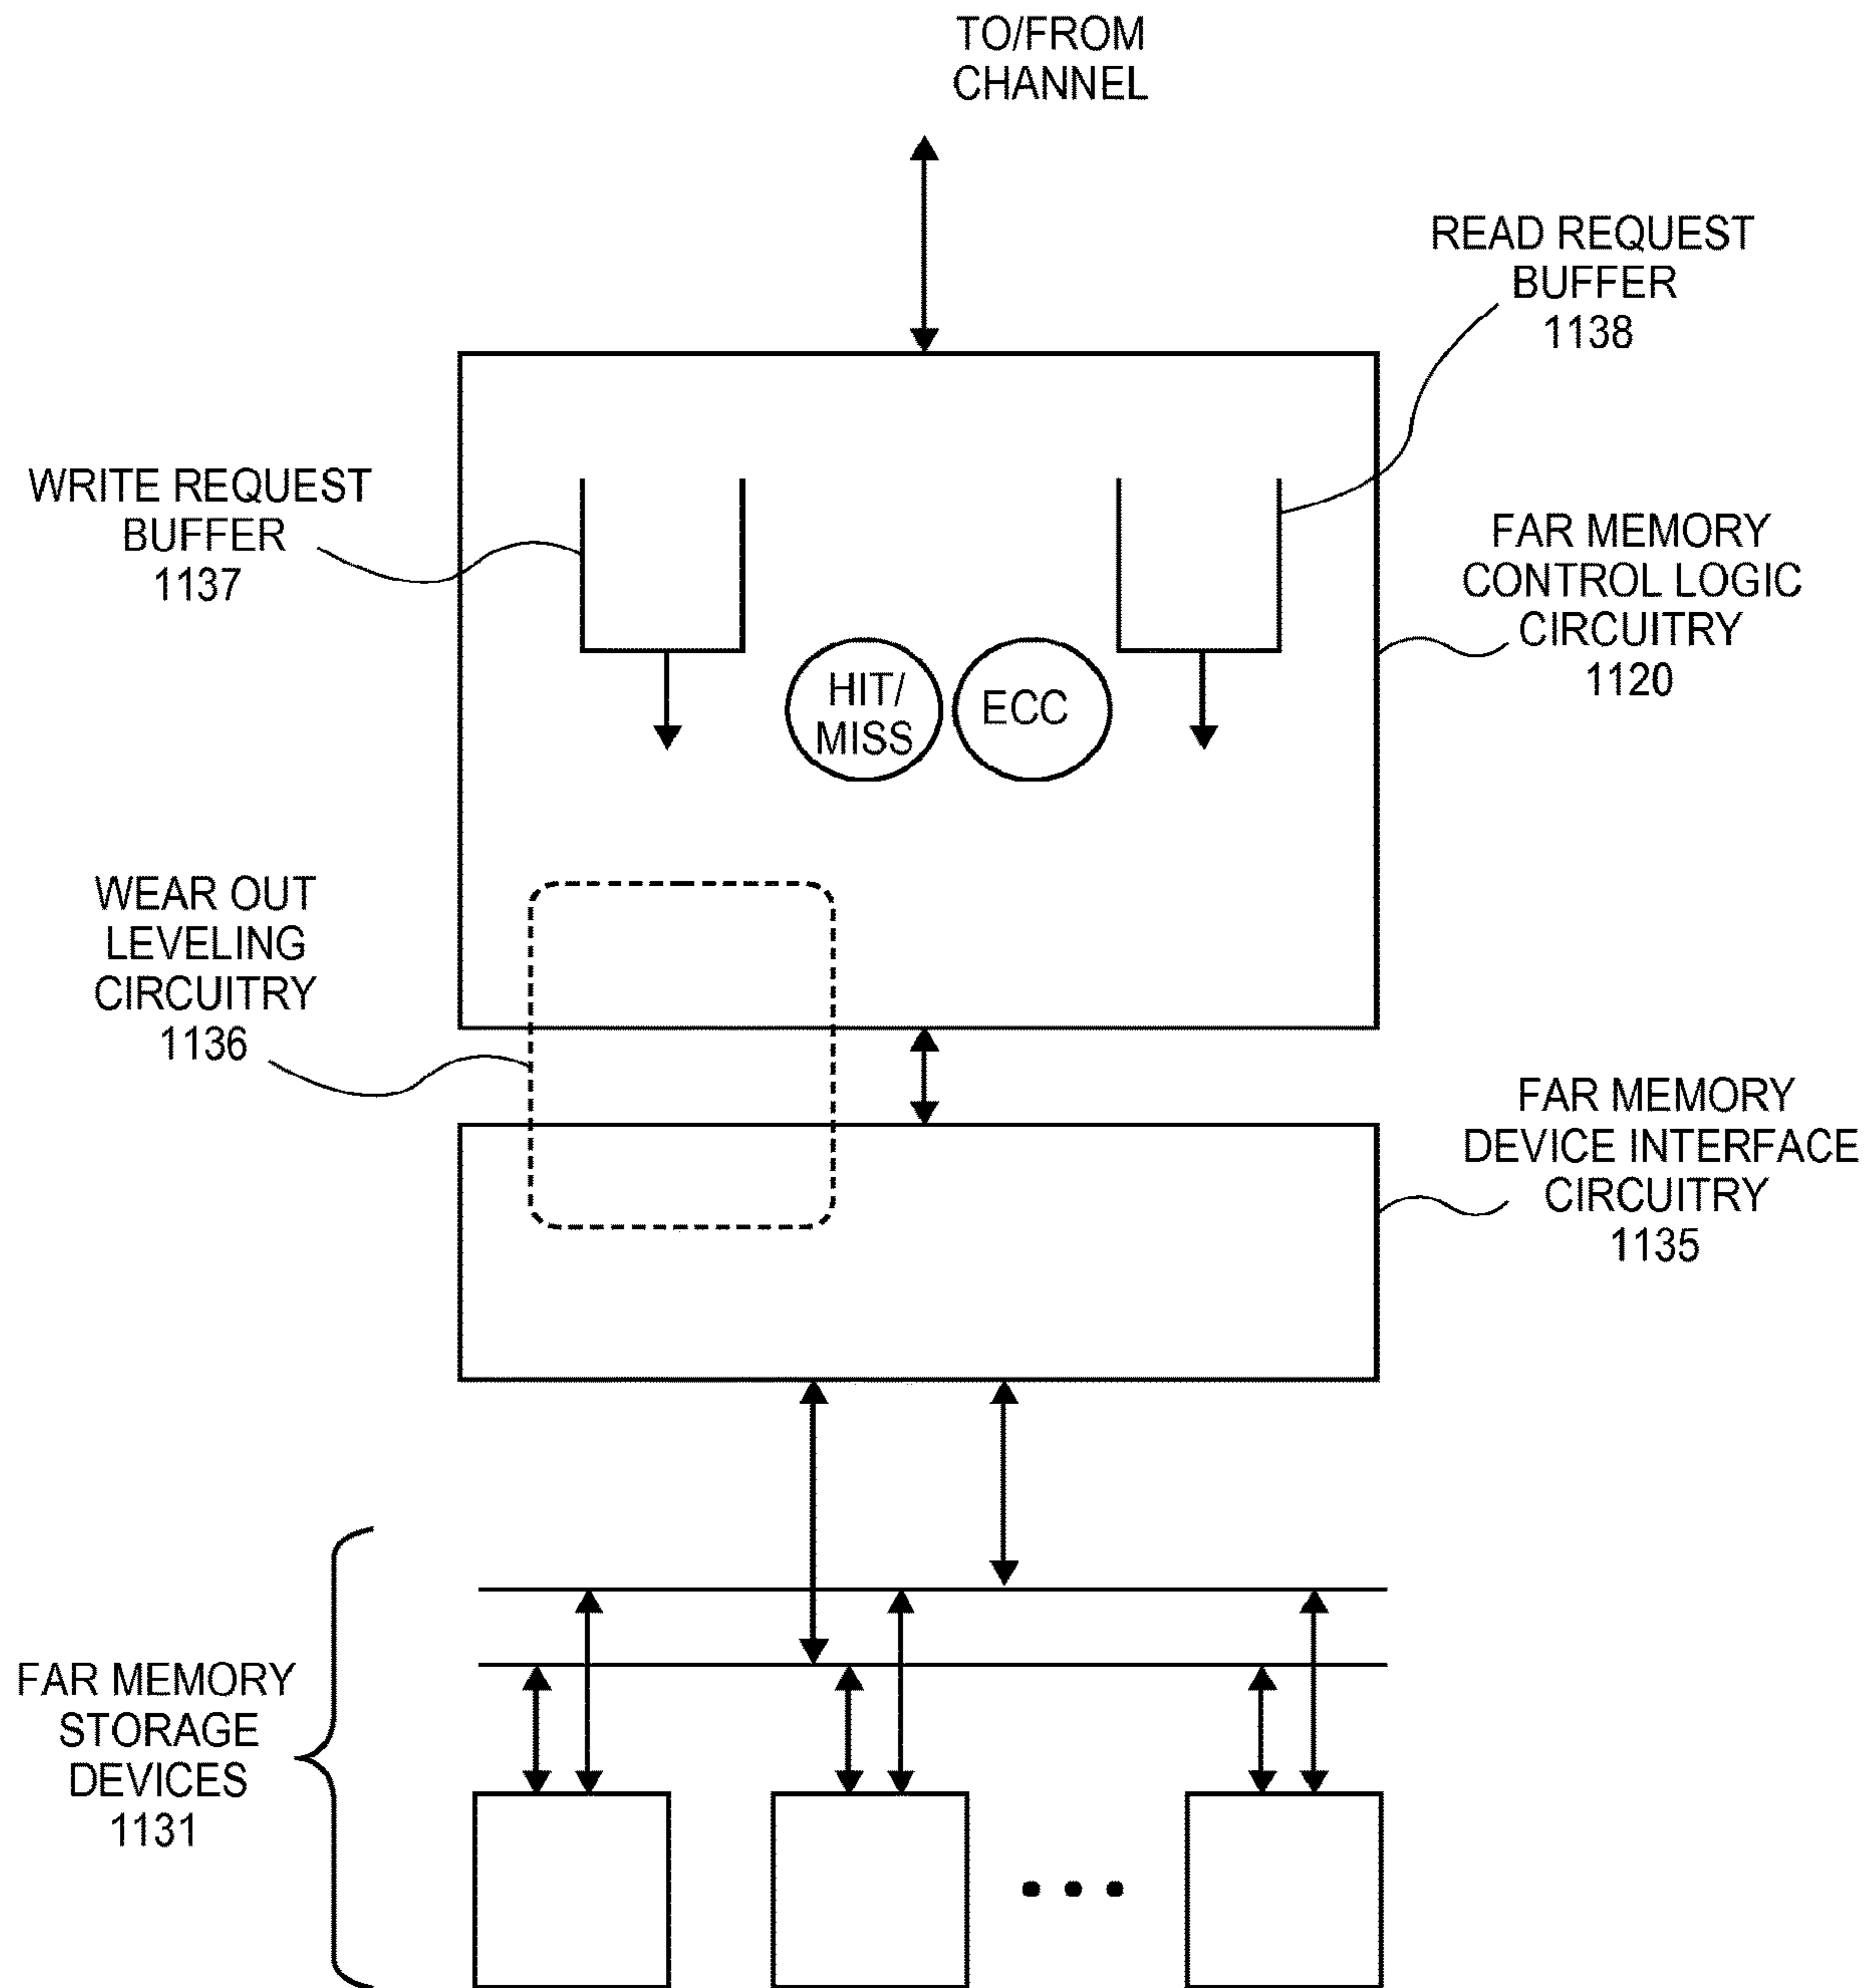 TO/FROM
CHANNEL
READ REQUEST
BUFFER
1138
WRITE REQUEST
BUFFER
1137
FAR MEMORY
CONTROL LOGIC
CIRCUITRY
1120
HIT/
MISS
ECC
WEAR OUT
LEVELING
CIRCUITRY
1136
FAR MEMORY
DEVICE INTERFACE
CIRCUITRY
1135
FAR MEMORY
STORAGE
DEVICES
1131